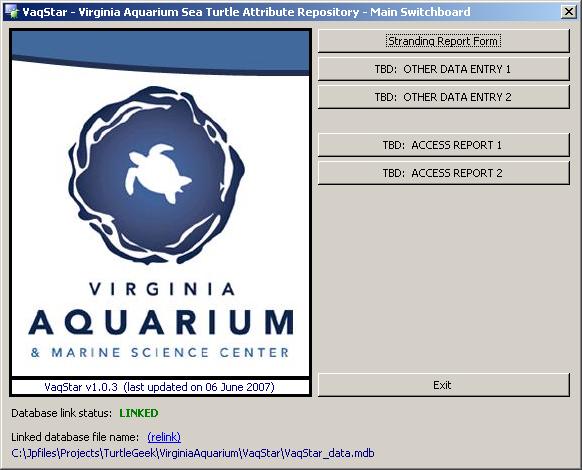 VaqStar - Virginia Aquarium Sea Turtle Attribute Repository - Main Switchboard
VIRGINIA
AQUARIUM
& MARINE SCIENCE CENTER
VaqStar v1.0.3 (last updated on 06 June 2007)
Stranding Report Form
TBD: OTHER DATA ENTRY 1
TBD: OTHER DATA ENTRY 2
TBD: ACCESS REPORT 1
TBD: ACCESS REPORT 2
Exit
Database link status: LINKED
Linked database file name: (relink)
C:\Jpfiles\Projects\TurtleGeek\VirginiaAquarium\VaqStar\VaqStar_data.mdb